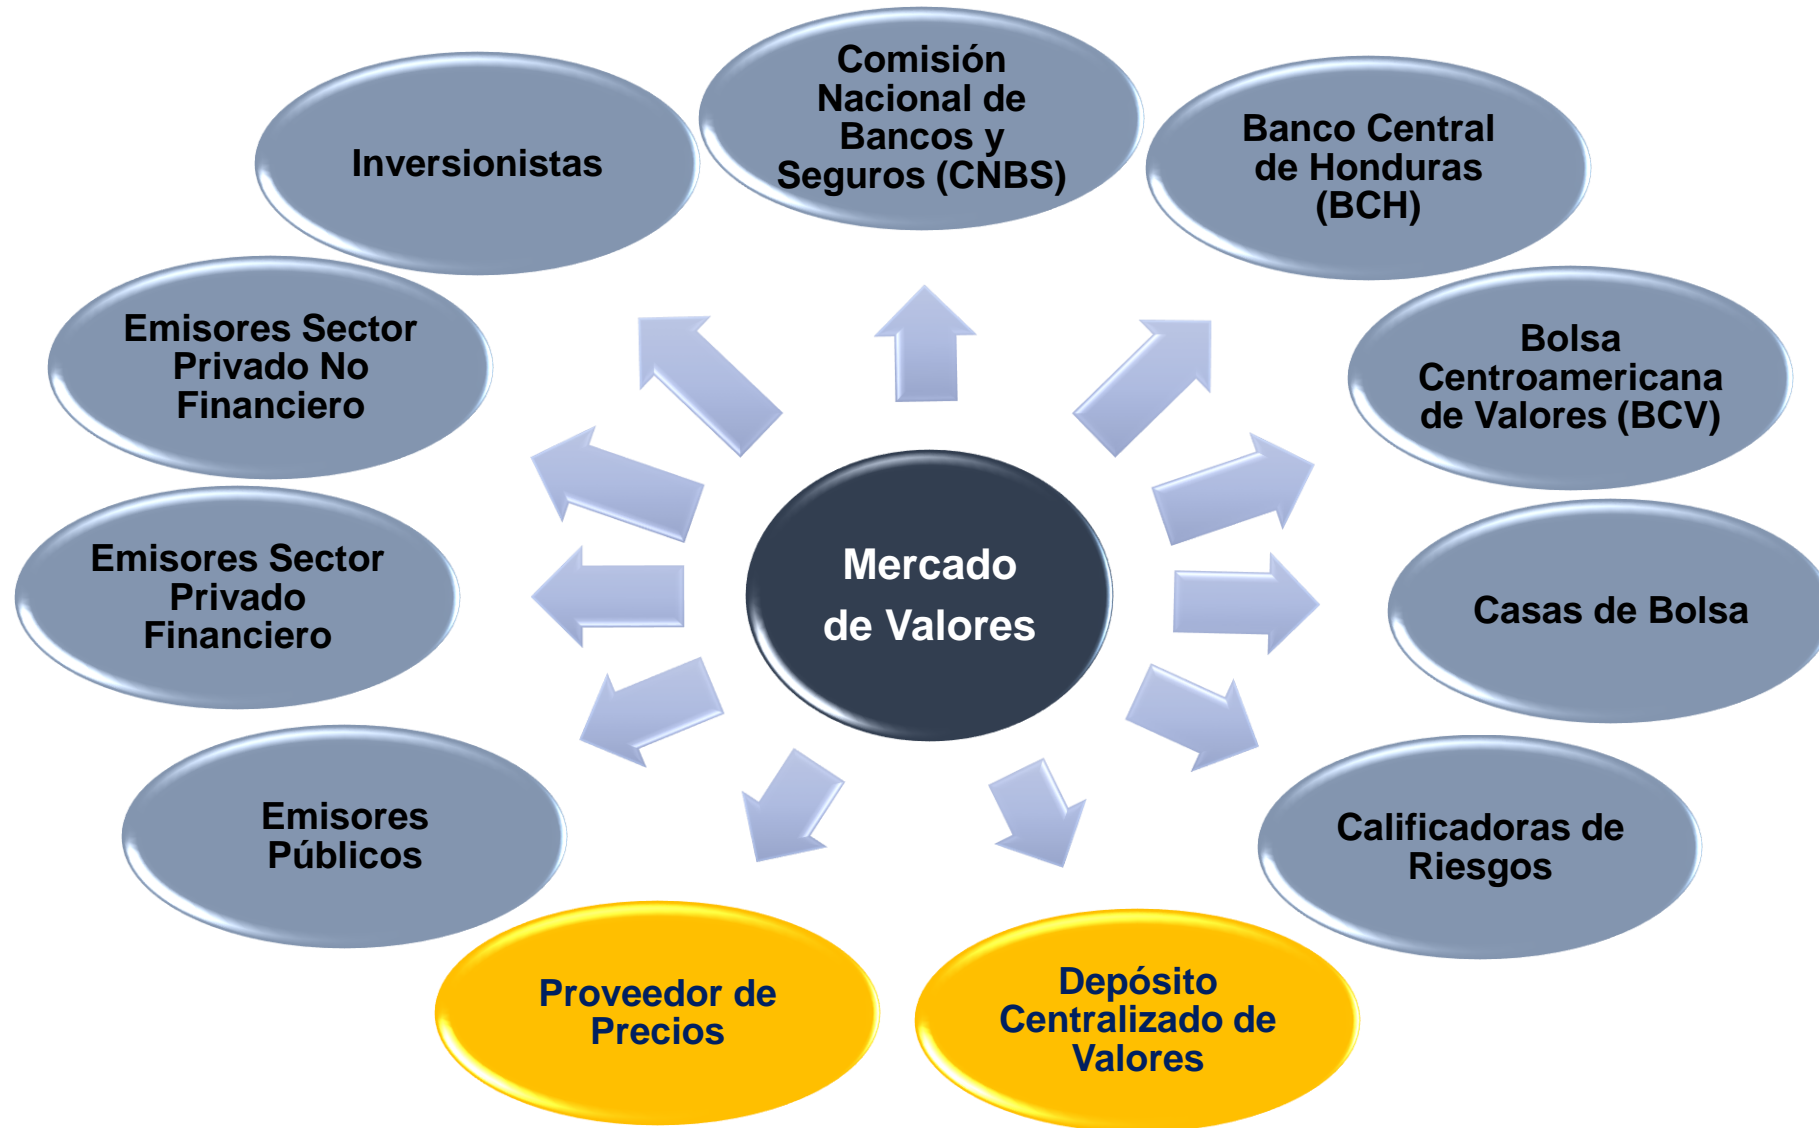 Comisión
Nacional de
Bancos y
Seguros (CNBS)
Banco Central
de Honduras
(BCH)
Bolsa
Centroamericana
de Valores (BCV)
Casas de Bolsa
Calificadoras de
Riesgos
Depósito
Centralizado de
Valores
Proveedor de
Precios
Emisores
Públicos
Emisores Sector
Privado
Financiero
Emisores Sector
Privado No
Financiero
Inversionistas
Mercado
de Valores